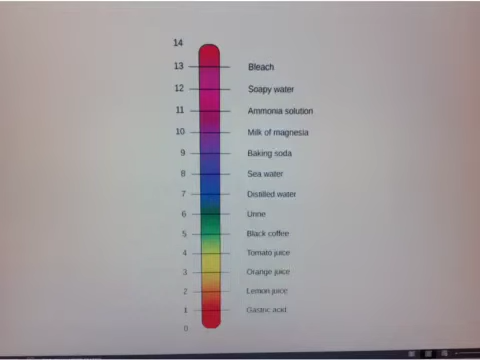 14
13 Bleach
12 Soapy water
11 Ammonia solution
10 Milk of magnesia
9 Baking soda
8 Sea water
7 Distilled water
6 Urine
5 Black coffee
4 Tomato juice
3 Orange juice
2 Lemon juice
1 Gastric acid
0